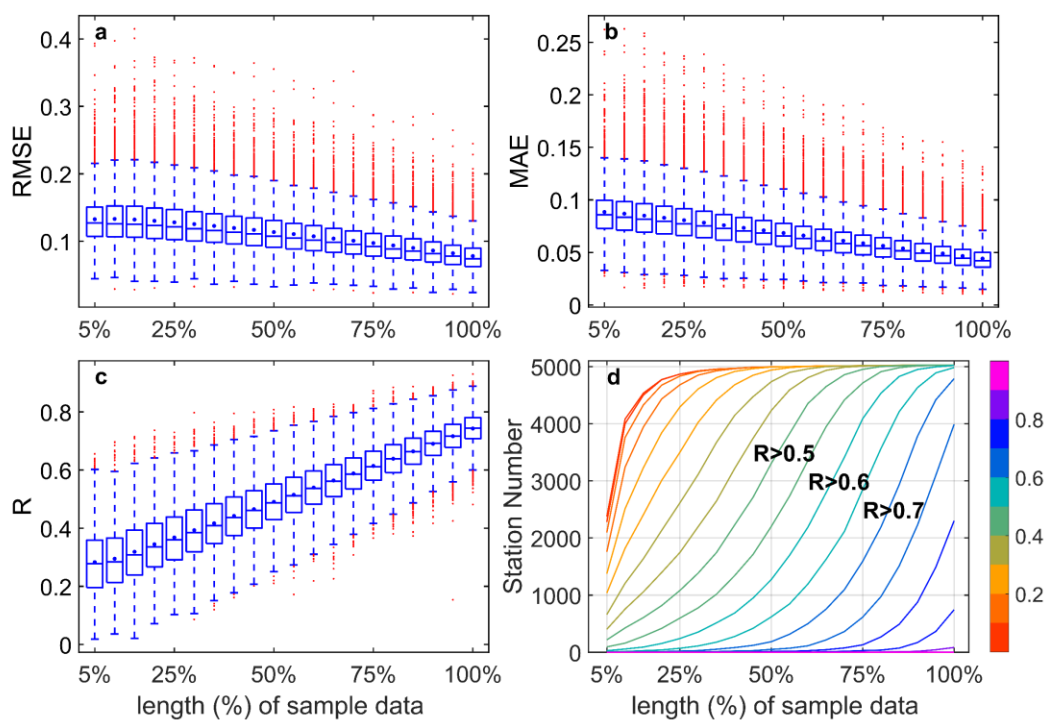 a
RMSE
0.4
0.3
0.2
0.1
5% 25% 50% 75% 100%
b
MAE
0.25
0.2
0.15
0.1
0.05
0
5% 25% 50% 75% 100%
c
R
0.8
0.6
0.4
0.2
0
5% 25% 50% 75% 100%
length (%) of sample data
d
Station Number
5000
4000
3000
2000
1000
0
R>0.5
R>0.6
R>0.7
5% 25% 50% 75% 100%
length (%) of sample data
0.8
0.6
0.4
0.2